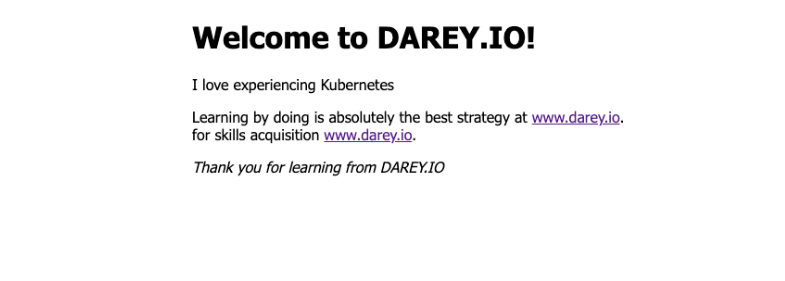 Welcome to DAREY.IO!
I love experiencing Kubernetes
Learning by doing is absolutely the best strategy at www.darey.io.
for skills acquisition www.darey.io.
Thank you for learning from DAREY.IO